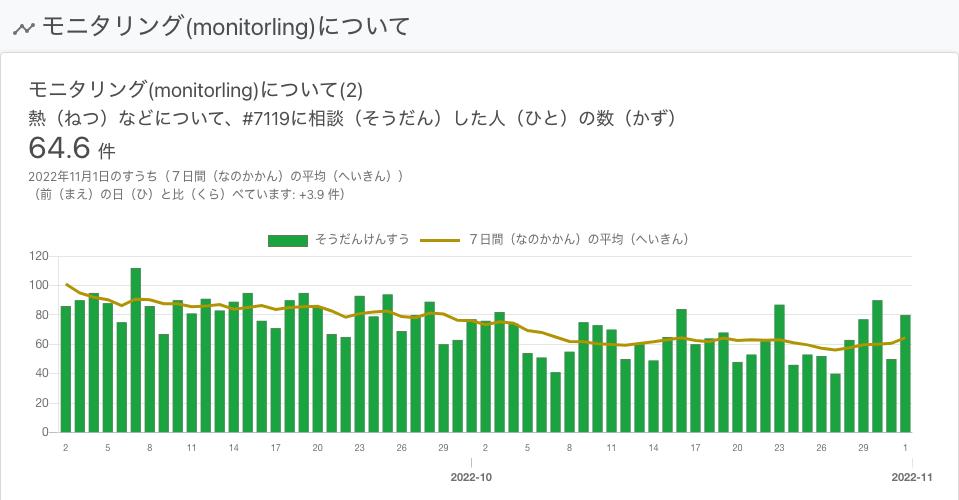 モニタリング(monitorling)について
モニタリング(monitorling)について(2)
熱（ねつ）などについて、#7119に相談（そうだん）した人（ひと）の数（かず）
64.6 件
2022年11月1日のすうち（７日間（なのかかん）の平均（へいきん））
（前（まえ）の日（ひ）と比（くら）べています: +3.9 件）
そうだんけんすう
７日間（なのかかん）の平均（へいきん）
120
100
80
60
40
20
0
2 5 8 11 14 17 20 23 26 29 2 5 8 11 14 17 20 23 26 29 1
2022-10 2022-11